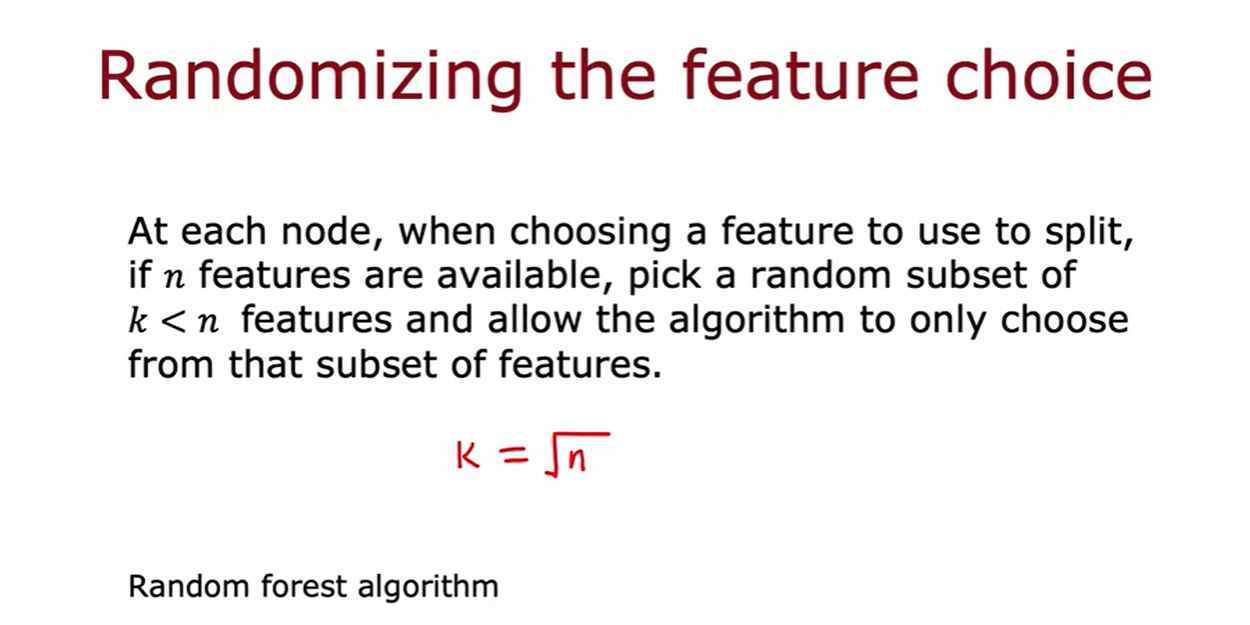 Randomizing the feature choice
At each node, when choosing a feature to use to split,
if n features are available, pick a random subset of
k < n features and allow the algorithm to only choose
from that subset of features.
K = √n
Random forest algorithm